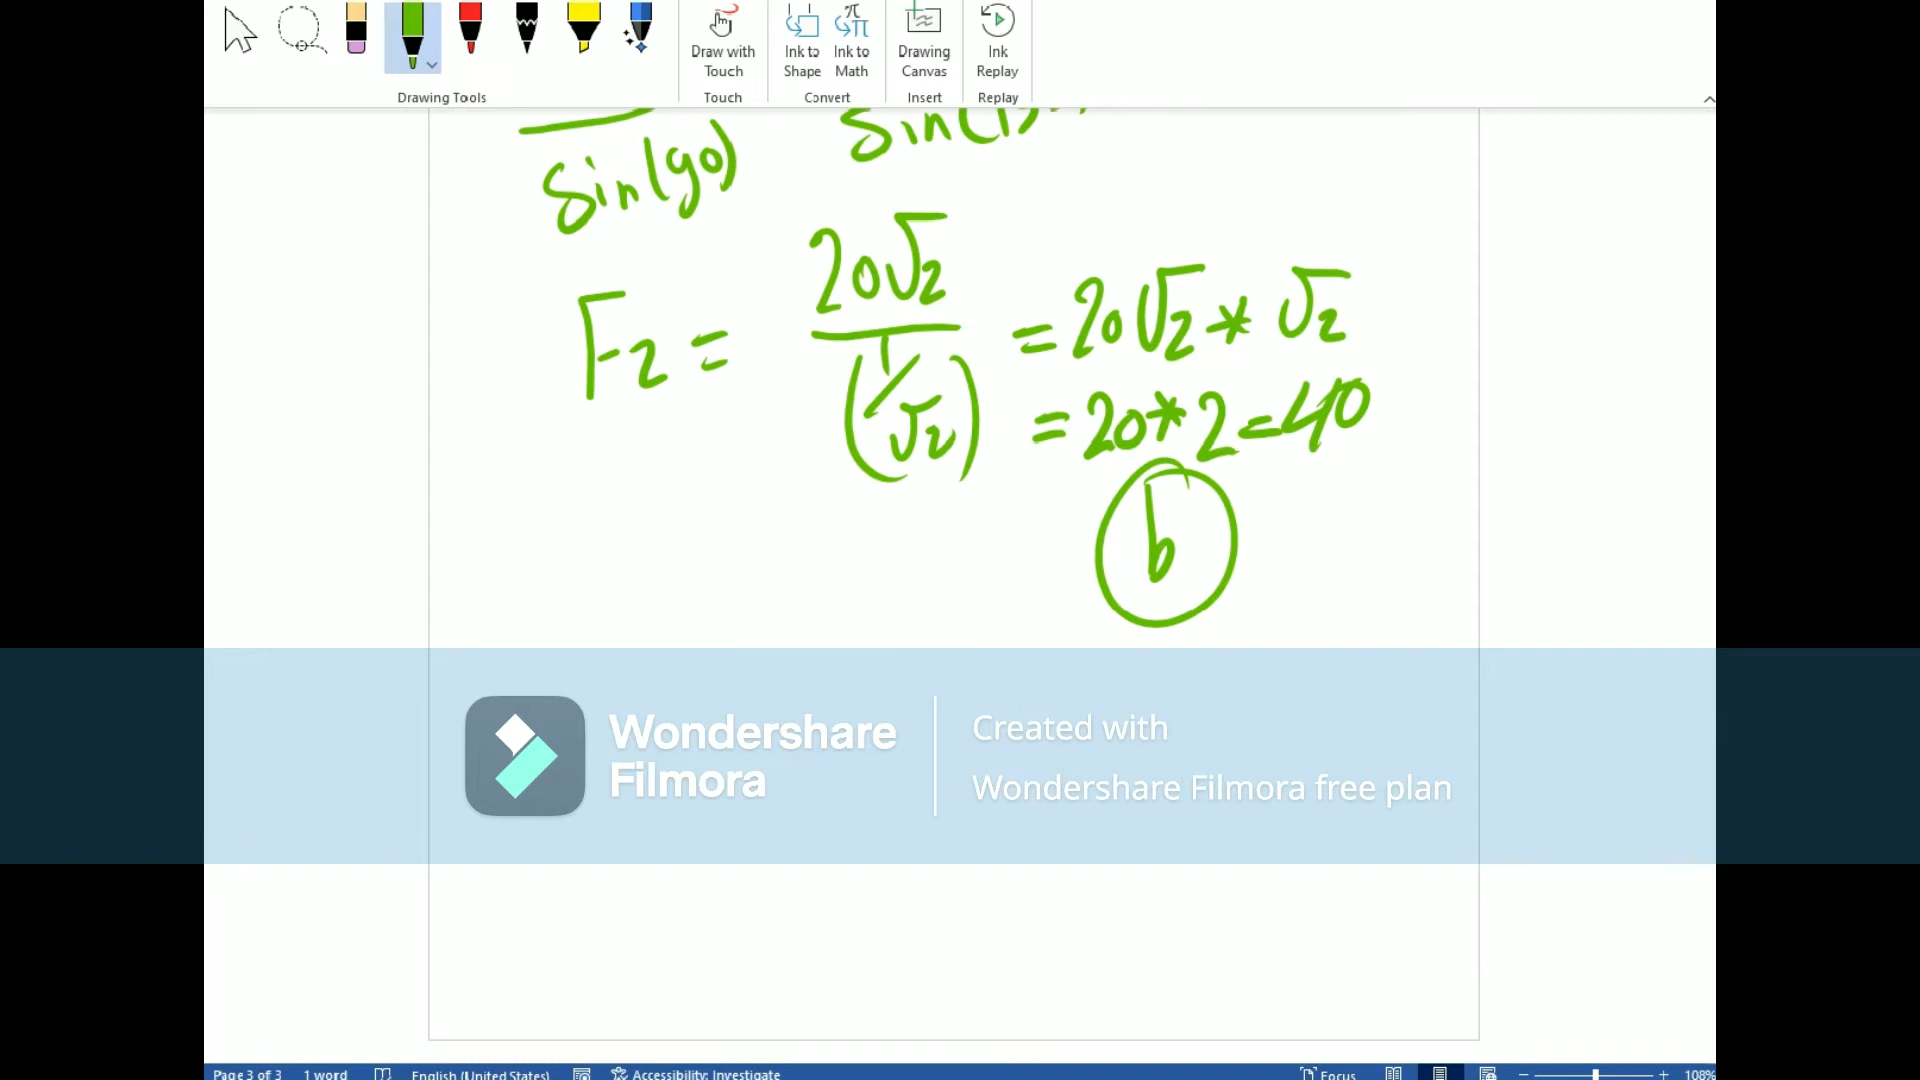 Draw with Touch
Ink to Shape
Ink to Math
Drawing Canvas
Ink Replay
Drawing Tools
Touch
Convert
Insert
Replay
sin(90)
F2 = 20√2 / (1/√2) = 20√2 * √2
= 20 * 2 = 40
b
Wondershare Filmora
Created with
Wondershare Filmora free plan
Page 3 of 3 1 word English (United States) Accessibility: Investigate Focus 108%